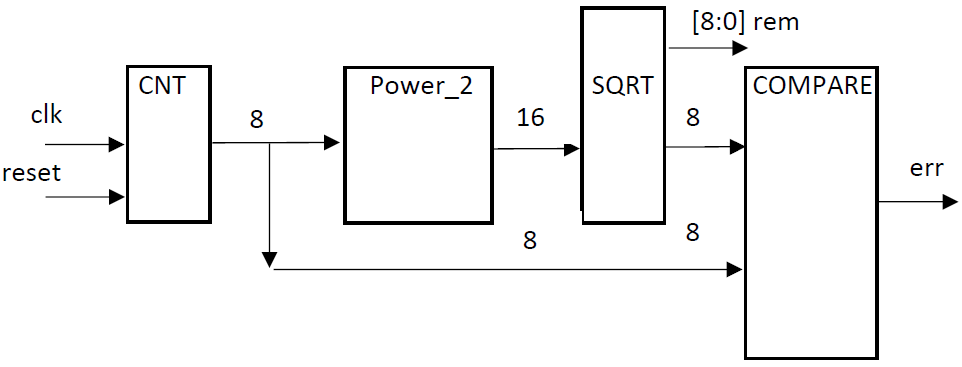 [8:0] rem
CNT
Power_2
SQRT
COMPARE
clk
8
16
8
reset
err
8
8